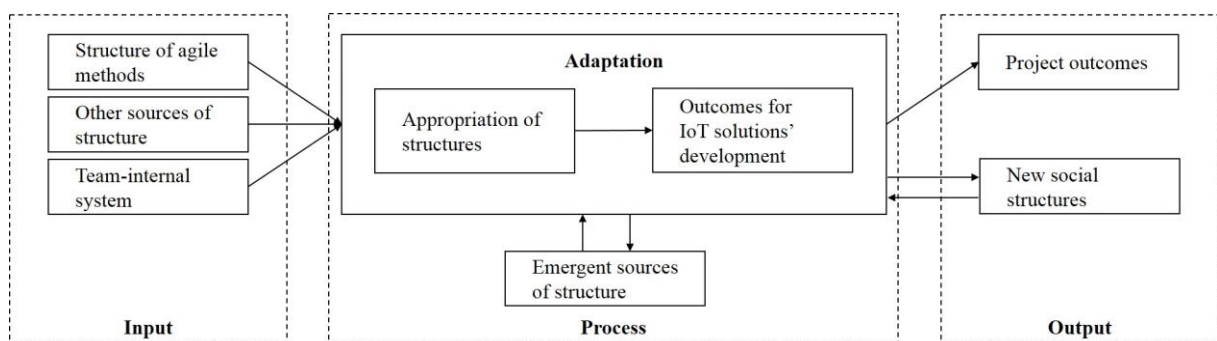 Structure of agile
methods
Other sources of
structure
Team-internal
system
Input
Adaptation
Appropriation of
structures
Outcomes for
IoT solutions’
development
Emergent sources
of structure
Process
Project outcomes
New social
structures
Output